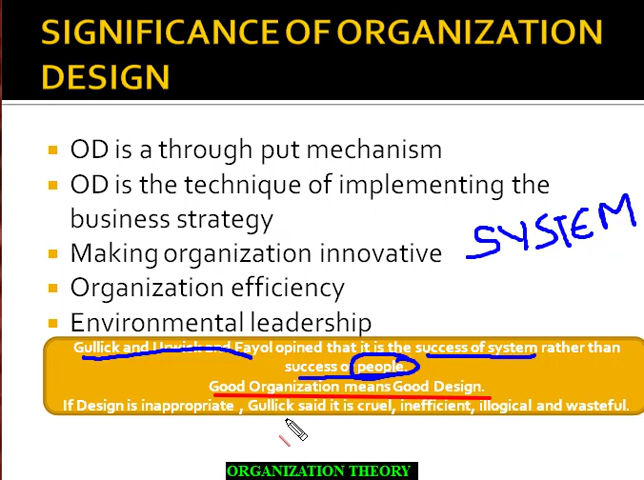 SIGNIFICANCE OF ORGANIZATION
DESIGN
OD is a through put mechanism
OD is the technique of implementing the
business strategy
Making organization innovative
SYSTEM
Organization efficiency
Environmental leadership
Gullick and Urwick and Fayol opined that it is the success of system rather than
success of people.
Good Organization means Good Design.
If Design is inappropriate , Gullick said it is cruel, inefficient, illogical and wasteful.
ORGANIZATION THEORY